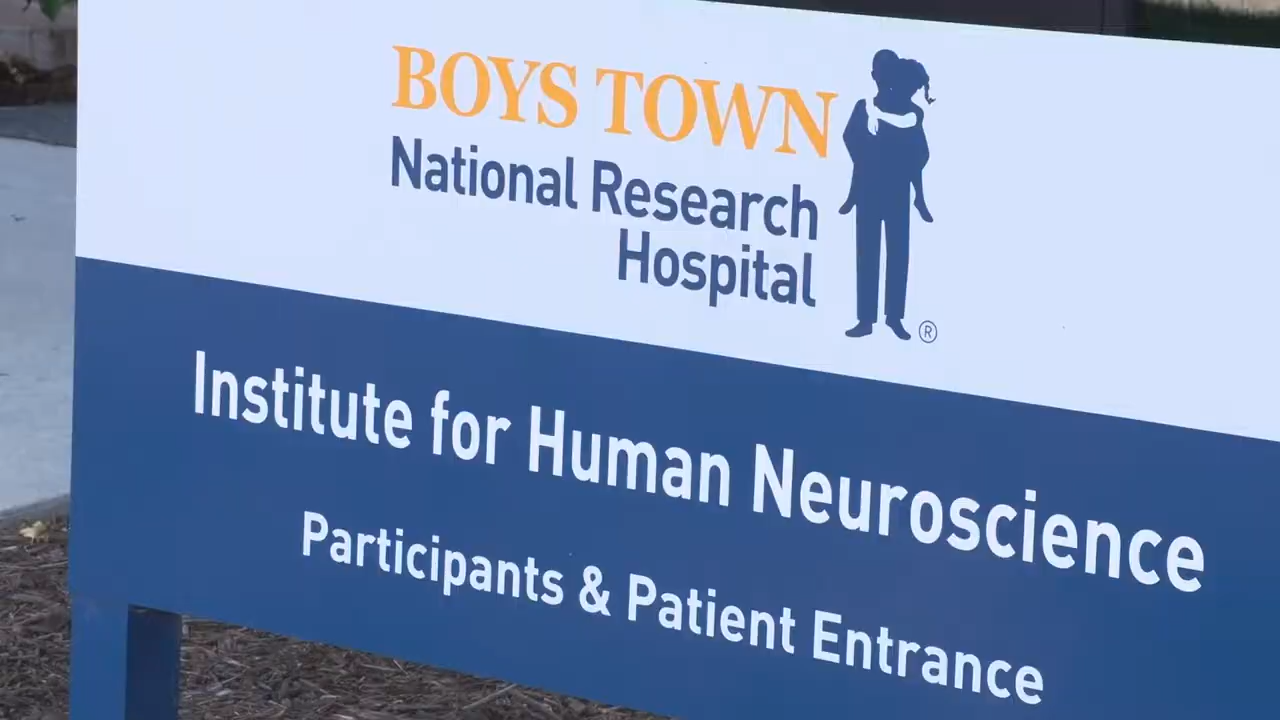 BOYS TOWN
National Research
Hospital
®
Institute for Human Neuroscience
Participants & Patient Entrance